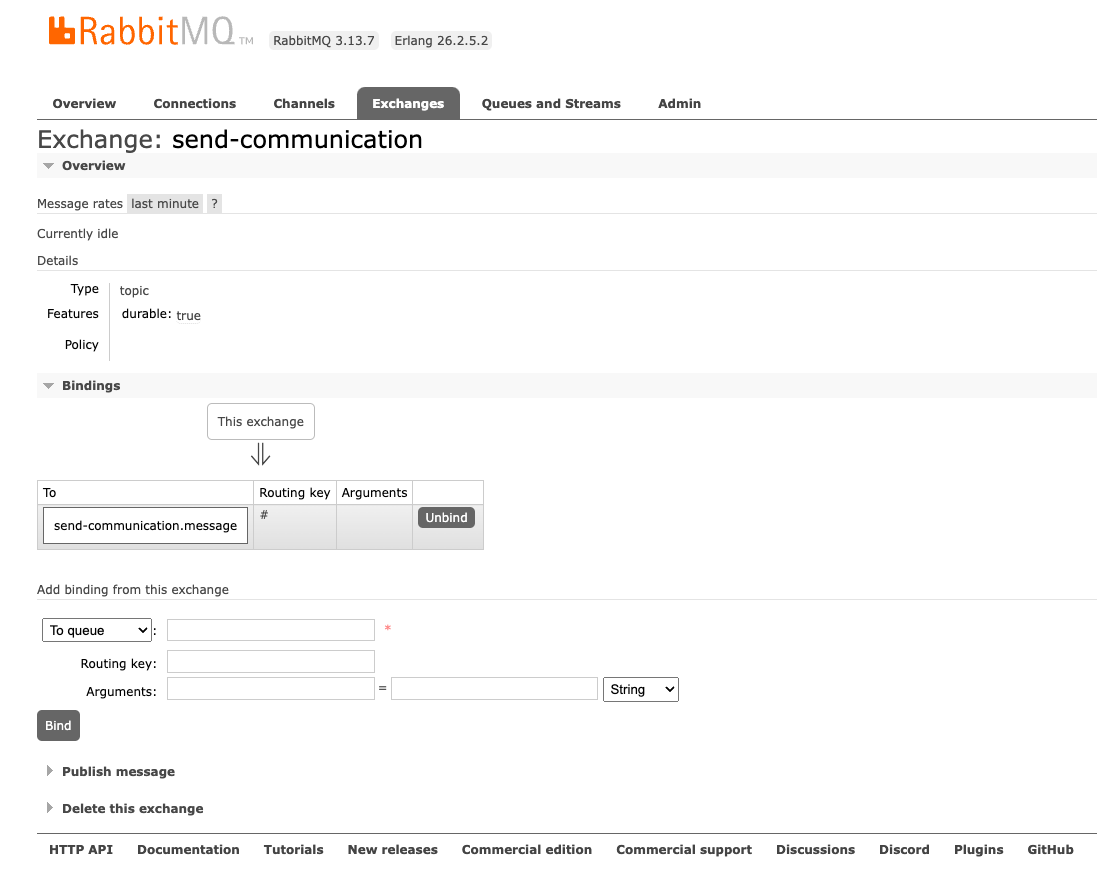 RabbitMQ TM RabbitMQ 3.13.7 Erlang 26.2.5.2
Overview Connections Channels Exchanges Queues and Streams Admin
Exchange: send-communication
Overview
Message rates last minute ?
Currently idle
Details
Type topic
Features durable: true
Policy
Bindings
This exchange
⇓
To Routing key Arguments
send-communication.message # Unbind
Add binding from this exchange
To queue : *
Routing key:
Arguments: = String
Bind
Publish message
Delete this exchange
HTTP API Documentation Tutorials New releases Commercial edition Commercial support Discussions Discord Plugins GitHub